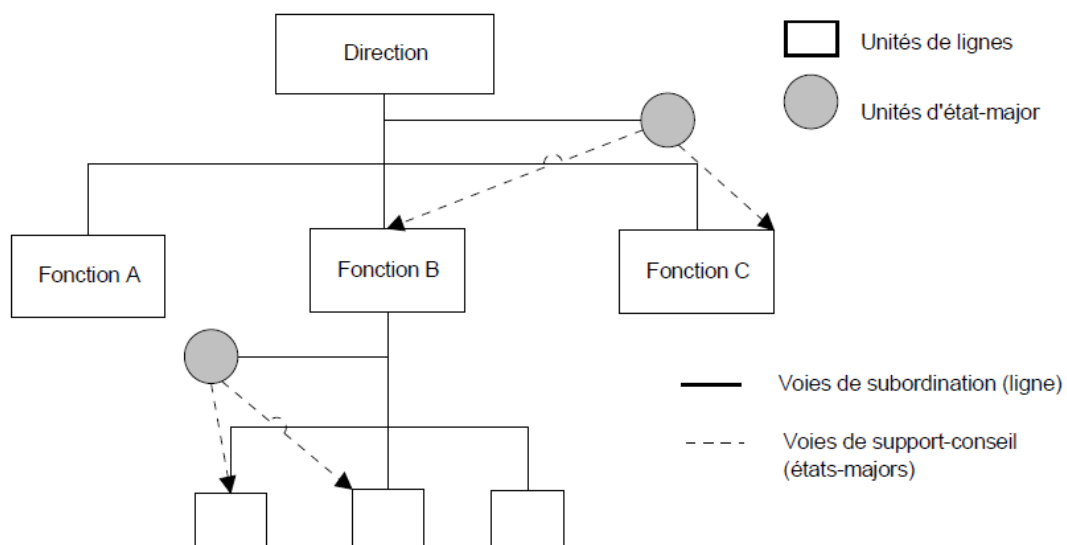 Direction
Unités de lignes
Unités d'état-major
Fonction A
Fonction B
Fonction C
Voies de subordination (ligne)
Voies de support-conseil
(états-majors)